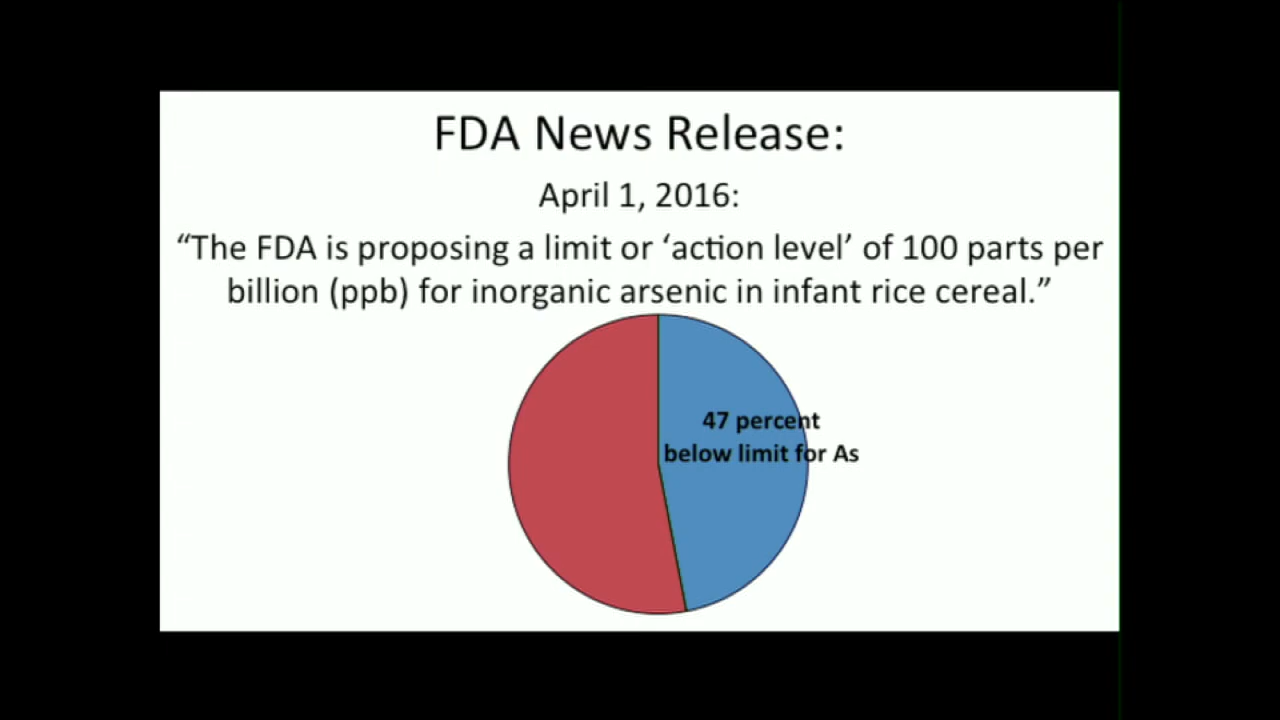 FDA News Release:
April 1, 2016:
“The FDA is proposing a limit or ‘action level’ of 100 parts per
billion (ppb) for inorganic arsenic in infant rice cereal.”
47 percent
below limit for As